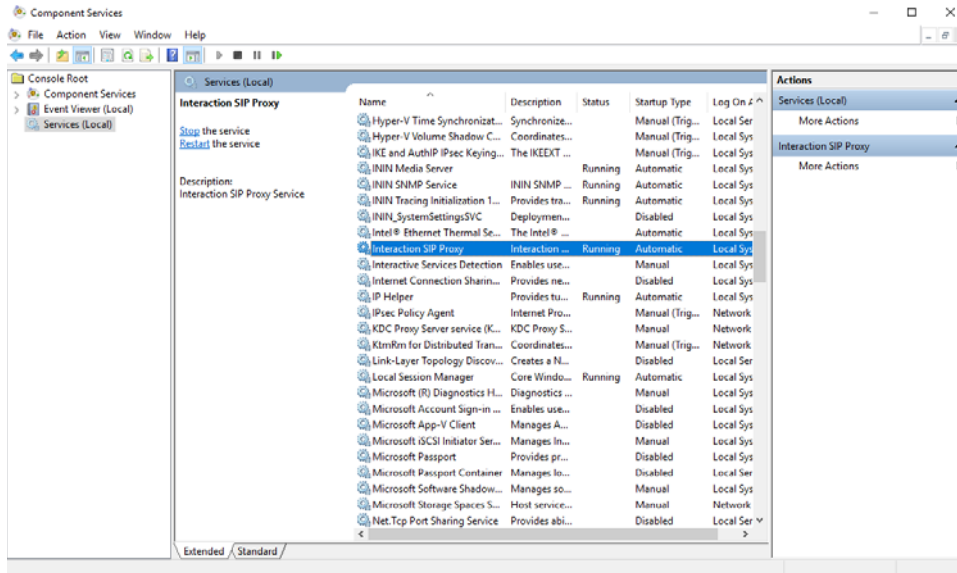 Component Services
File Action View Window Help
Console Root
Component Services
Event Viewer (Local)
Services (Local)
Services (Local)
Interaction SIP Proxy
Stop the service
Restart the service
Description:
Interaction SIP Proxy Service
Name Description Status Startup Type Log On A
Hyper-V Time Synchronizat... Synchronize... Manual (Trig... Local Ser
Hyper-V Volume Shadow C... Coordinates... Manual (Trig... Local Sys
IKE and AuthIP IPsec Keying... The IKEEXT ... Manual (Trig... Local Sys
ININ Media Server Running Automatic Local Sys
ININ SNMP Service ININ SNMP ... Running Automatic Local Sys
ININ Tracing Initialization 1... Provides tra... Running Automatic Local Sys
ININ_SystemSettingsSVC Deploymen... Disabled Local Sys
Intel® Ethernet Thermal Se... The Intel® ... Automatic Local Sys
Interaction SIP Proxy Interaction ... Running Automatic Local Sys
Interactive Services Detection Enables use... Manual Local Sys
Internet Connection Sharin... Provides ne... Disabled Local Sys
IP Helper Provides tu... Running Automatic Local Sys
IPsec Policy Agent Internet Pro... Manual (Trig... Network
KDC Proxy Server service (K... KDC Proxy S... Manual Network
KtmRm for Distributed Tran... Coordinates... Manual (Trig... Network
Link-Layer Topology Discov... Creates a N... Disabled Local Ser
Local Session Manager Core Windo... Running Automatic Local Sys
Microsoft (R) Diagnostics H... Diagnostics ... Manual Local Sys
Microsoft Account Sign-in ... Enables use... Disabled Local Sys
Microsoft App-V Client Manages A... Disabled Local Sys
Microsoft iSCSI Initiator Ser... Manages In... Manual Local Sys
Microsoft Passport Provides pr... Disabled Local Sys
Microsoft Passport Container Manages lo... Disabled Local Ser
Microsoft Software Shadow... Manages so... Manual Local Sys
Microsoft Storage Spaces S... Host service... Manual Network
Net.Tcp Port Sharing Service Provides abi... Disabled Local Ser
Extended Standard
Actions
Services (Local)
More Actions
Interaction SIP Proxy
More Actions